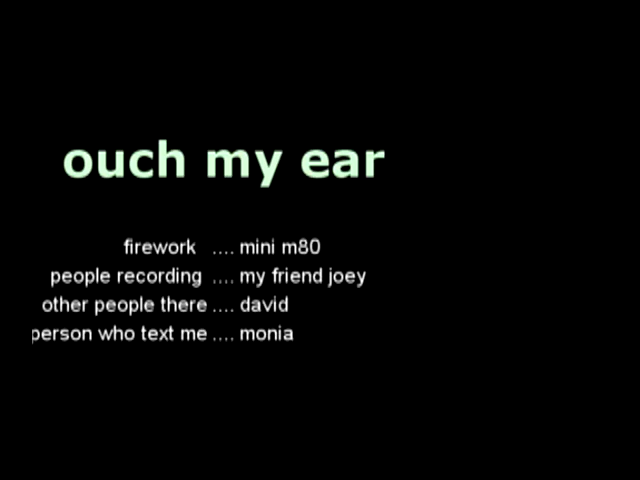 ouch my ear
firework .... mini m80
people recording .... my friend joey
other people there .... david
person who text me .... monia